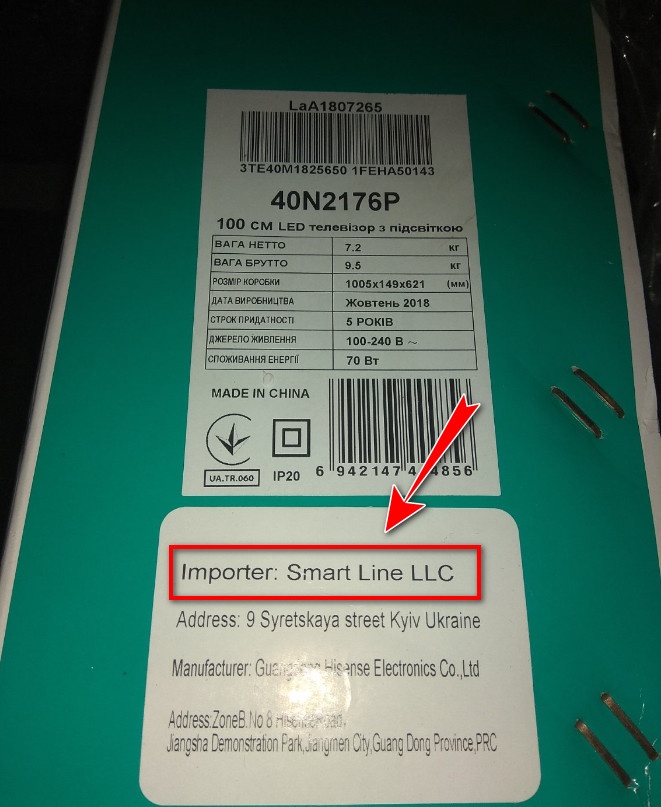 LaA1807265
3TE40M1825650 1FEHA50143
40N2176P
100 СМ LED телевізор з підсвіткою
ВАГА НЕТТО 7.2 кг
ВАГА БРУТТО 9.5 кг
РОЗМІР КОРОБКИ 1005x149x621 (мм)
ДАТА ВИРОБНИЦТВА Жовтень 2018
СТРОК ПРИДАТНОСТІ 5 РОКІВ
ДЖЕРЕЛО ЖИВЛЕННЯ 100-240 В ~
СПОЖИВАННЯ ЕНЕРГІЇ 70 Вт
MADE IN CHINA
UA.TR.060 IP20
6 942147 4 4856
Importer: Smart Line LLC
Address: 9 Syretskaya street Kyiv Ukraine
Manufacturer: Hisense Electronics Co.,Ltd
Address:ZoneB.No 8 Hisense Road,
Jiangsha Demonstration Park,Jiangmen City,Guang Dong Province,PRC